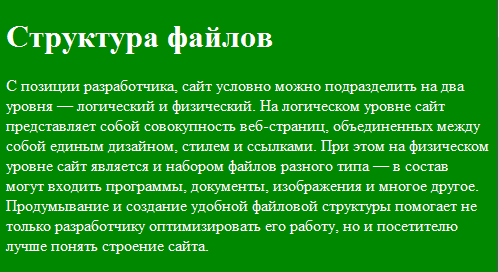 Структура файлов
С позиции разработчика, сайт условно можно подразделить на два
уровня — логический и физический. На логическом уровне сайт
представляет собой совокупность веб-страниц, объединенных между
собой единым дизайном, стилем и ссылками. При этом на физическом
уровне сайт является и набором файлов разного типа — в состав
могут входить программы, документы, изображения и многое другое.
Продумывание и создание удобной файловой структуры помогает не
только разработчику оптимизировать его работу, но и посетителю
лучше понять строение сайта.